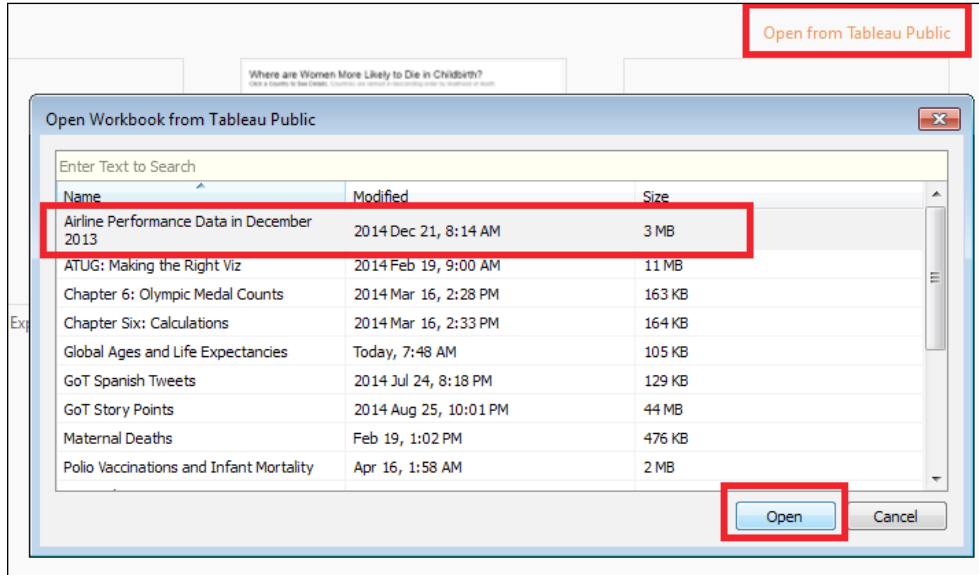 Open from Tableau Public
Where are Women More Likely to Die in Childbirth?
Open Workbook from Tableau Public
Enter Text to Search
Name Modified Size
Airline Performance Data in December
2013 2014 Dec 21, 8:14 AM 3 MB
ATUG: Making the Right Viz 2014 Feb 19, 9:00 AM 11 MB
Chapter 6: Olympic Medal Counts 2014 Mar 16, 2:28 PM 163 KB
Exp
Chapter Six: Calculations 2014 Mar 16, 2:33 PM 164 KB
Global Ages and Life Expectancies Today, 7:48 AM 105 KB
GoT Spanish Tweets 2014 Jul 24, 8:18 PM 129 KB
GoT Story Points 2014 Aug 25, 10:01 PM 44 MB
Maternal Deaths Feb 19, 1:02 PM 476 KB
Polio Vaccinations and Infant Mortality Apr 16, 1:58 AM 2 MB
Open Cancel